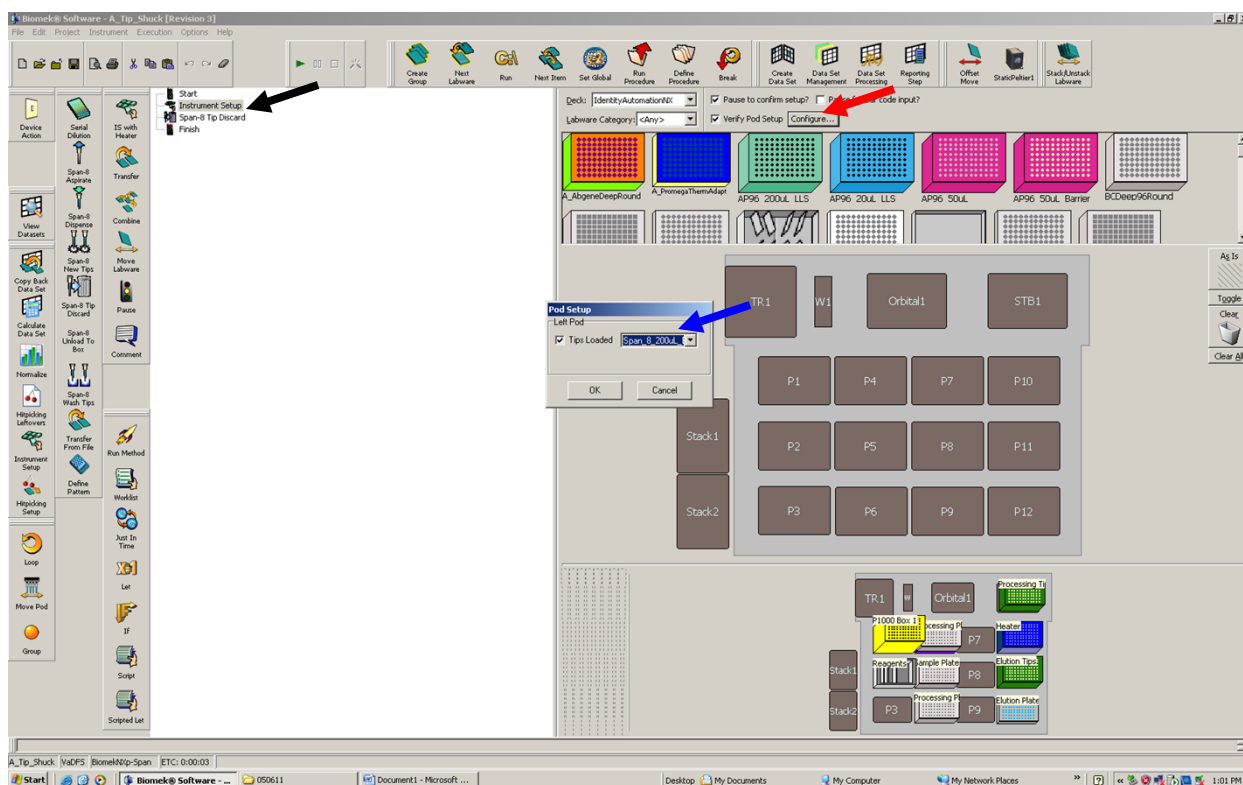 Biomek® Software - A_Tip_Shuck [Revision 3]
File Edit Project Instrument Execution Options Help
Create Group
Next Labware
Run
Next Item
Set Global
Run Procedure
Define Procedure
Break
Create Data Set
Data Set Management
Data Set Processing
Reporting Step
Offset Move
StaticPeltier1
Stack/Unstack Labware
Device Action
View Datasets
Copy Back Data Set
Calculate Data Set
Normalize
Hitpicking Leftovers
Instrument Setup
Hitpicking Setup
Loop
Move Pod
Group
Serial Dilution
Span-8 Aspirate
Span-8 Dispense
Span-8 New Tips
Span-8 Tip Discard
Span-8 Unload To Box
Span-8 Wash Tips
Transfer From File
Define Pattern
IS with Heater
Transfer
Combine
Move Labware
Pause
Comment
Run Method
Worklist
Just In Time
Let
If
Script
Scripted Let
Start
Instrument Setup
Span-8 Tip Discard
Finish
Deck: IdentityAutomationNX
Pause to confirm setup?
code input?
Labware Category: <Any>
Verify Pod Setup
Configure...
A_AbgeneDeepRound
A_PromegaThermAdapt
AP96 200uL LLS
AP96 20uL LLS
AP96 50uL
AP96 50uL Barrier
BCDeep96Round
As Is
Toggle
Clear
Clear All
TR1 W1 Orbital1 STB1
P1 P4 P7 P10
Stack1 P2 P5 P8 P11
Stack2 P3 P6 P9 P12
Pod Setup
Left Pod
Tips Loaded Span_8_200uL_
OK Cancel
TR1 W Orbital1 Processing Ti
P1000 Box 1 ocessing Pl P7 Heater
Stack1 Reagents Sample Plate P8 Elution Tips
Stack2 P3 Processing Pl P9 Elution Plate
A_Tip_Shuck VaDFS BiomekNXp-Span ETC: 0:00:03
Start
Biomek® Software - ...
050611
Document1 - Microsoft ...
Desktop
My Documents
My Computer
My Network Places
»
?
«
1:01 PM